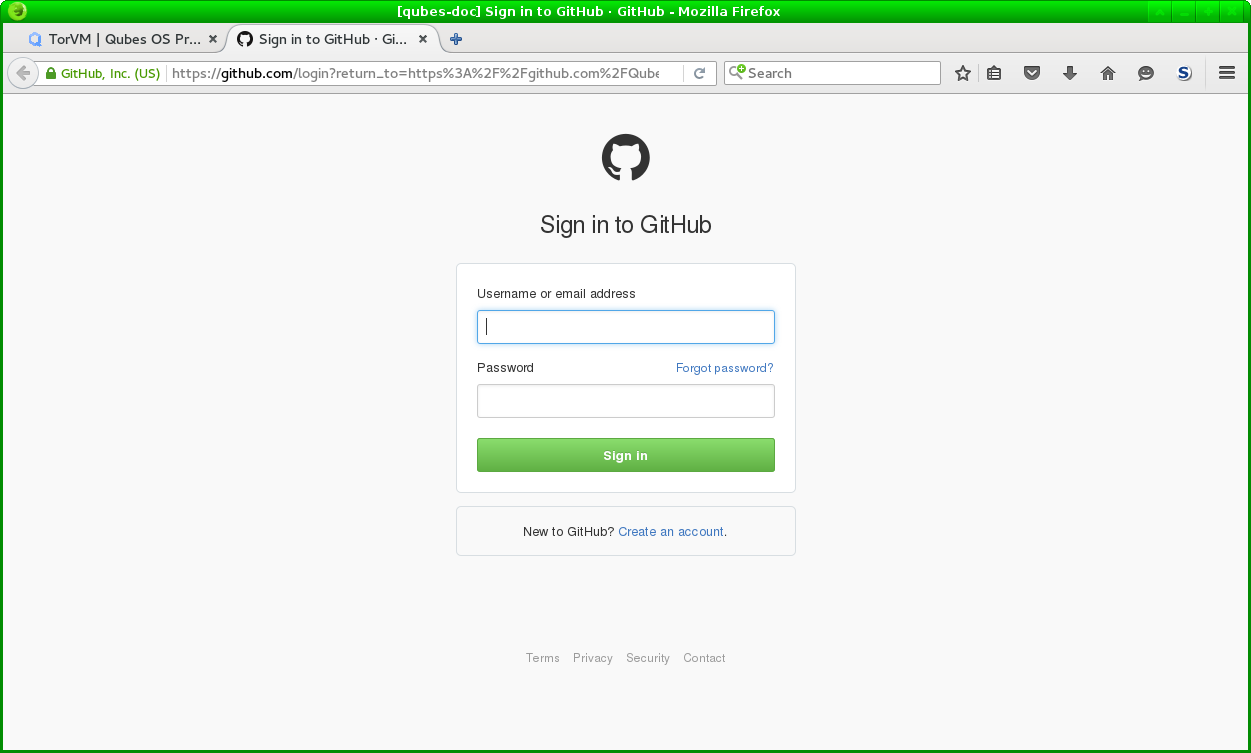 [qubes-doc] Sign in to GitHub · GitHub - Mozilla Firefox
TorVM | Qubes OS Pr... Sign in to GitHub · Gi...
GitHub, Inc. (US) https://github.com/login?return_to=https%3A%2F%2Fgithub.com%2FQube Search
Sign in to GitHub
Username or email address
Password Forgot password?
Sign in
New to GitHub? Create an account.
Terms Privacy Security Contact